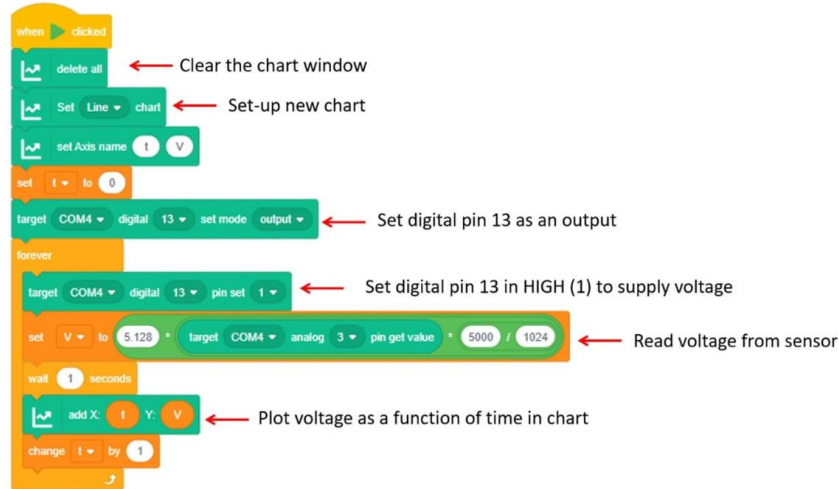 when clicked
delete all
Clear the chart window
Set Line chart
Set-up new chart
set Axis name t V
set t to 0
target COM4 digital 13 set mode output
Set digital pin 13 as an output
forever
target COM4 digital 13 pin set 1
Set digital pin 13 in HIGH (1) to supply voltage
set V to 5.128 * target COM4 analog 3 pin get value * 5000 / 1024
Read voltage from sensor
wait 1 seconds
add X: t Y: V
Plot voltage as a function of time in chart
change t by 1